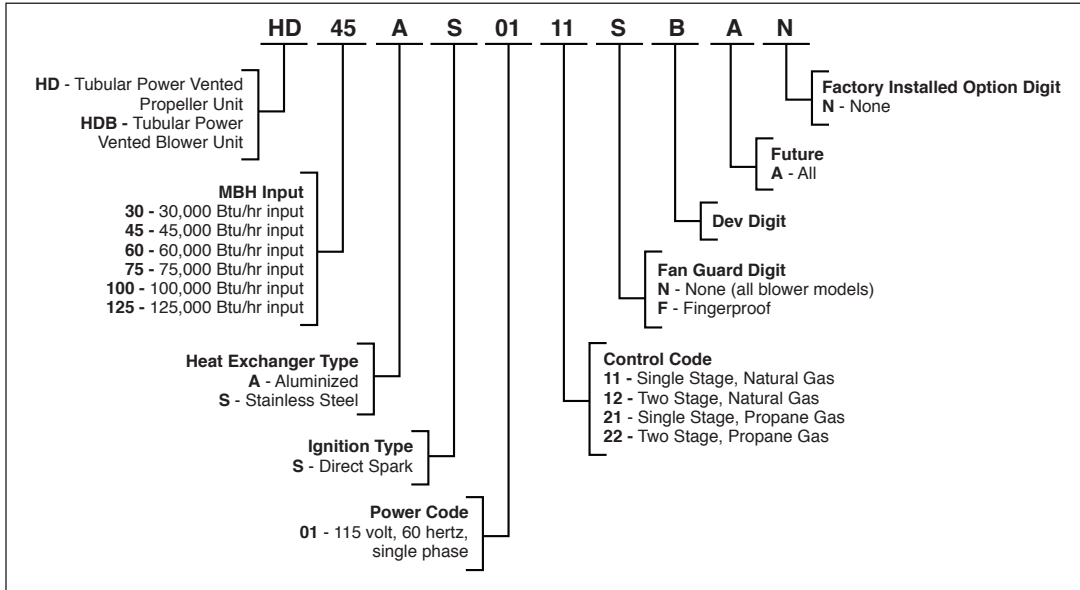 HD 45 A S 01 11 S B A N
HD - Tubular Power Vented
Propeller Unit
HDB - Tubular Power
Vented Blower Unit
MBH Input
30 - 30,000 Btu/hr input
45 - 45,000 Btu/hr input
60 - 60,000 Btu/hr input
75 - 75,000 Btu/hr input
100 - 100,000 Btu/hr input
125 - 125,000 Btu/hr input
Heat Exchanger Type
A - Aluminized
S - Stainless Steel
Ignition Type
S - Direct Spark
Power Code
01 - 115 volt, 60 hertz,
single phase
Factory Installed Option Digit
N - None
Future
A - All
Dev Digit
Fan Guard Digit
N - None (all blower models)
F - Fingerproof
Control Code
11 - Single Stage, Natural Gas
12 - Two Stage, Natural Gas
21 - Single Stage, Propane Gas
22 - Two Stage, Propane Gas